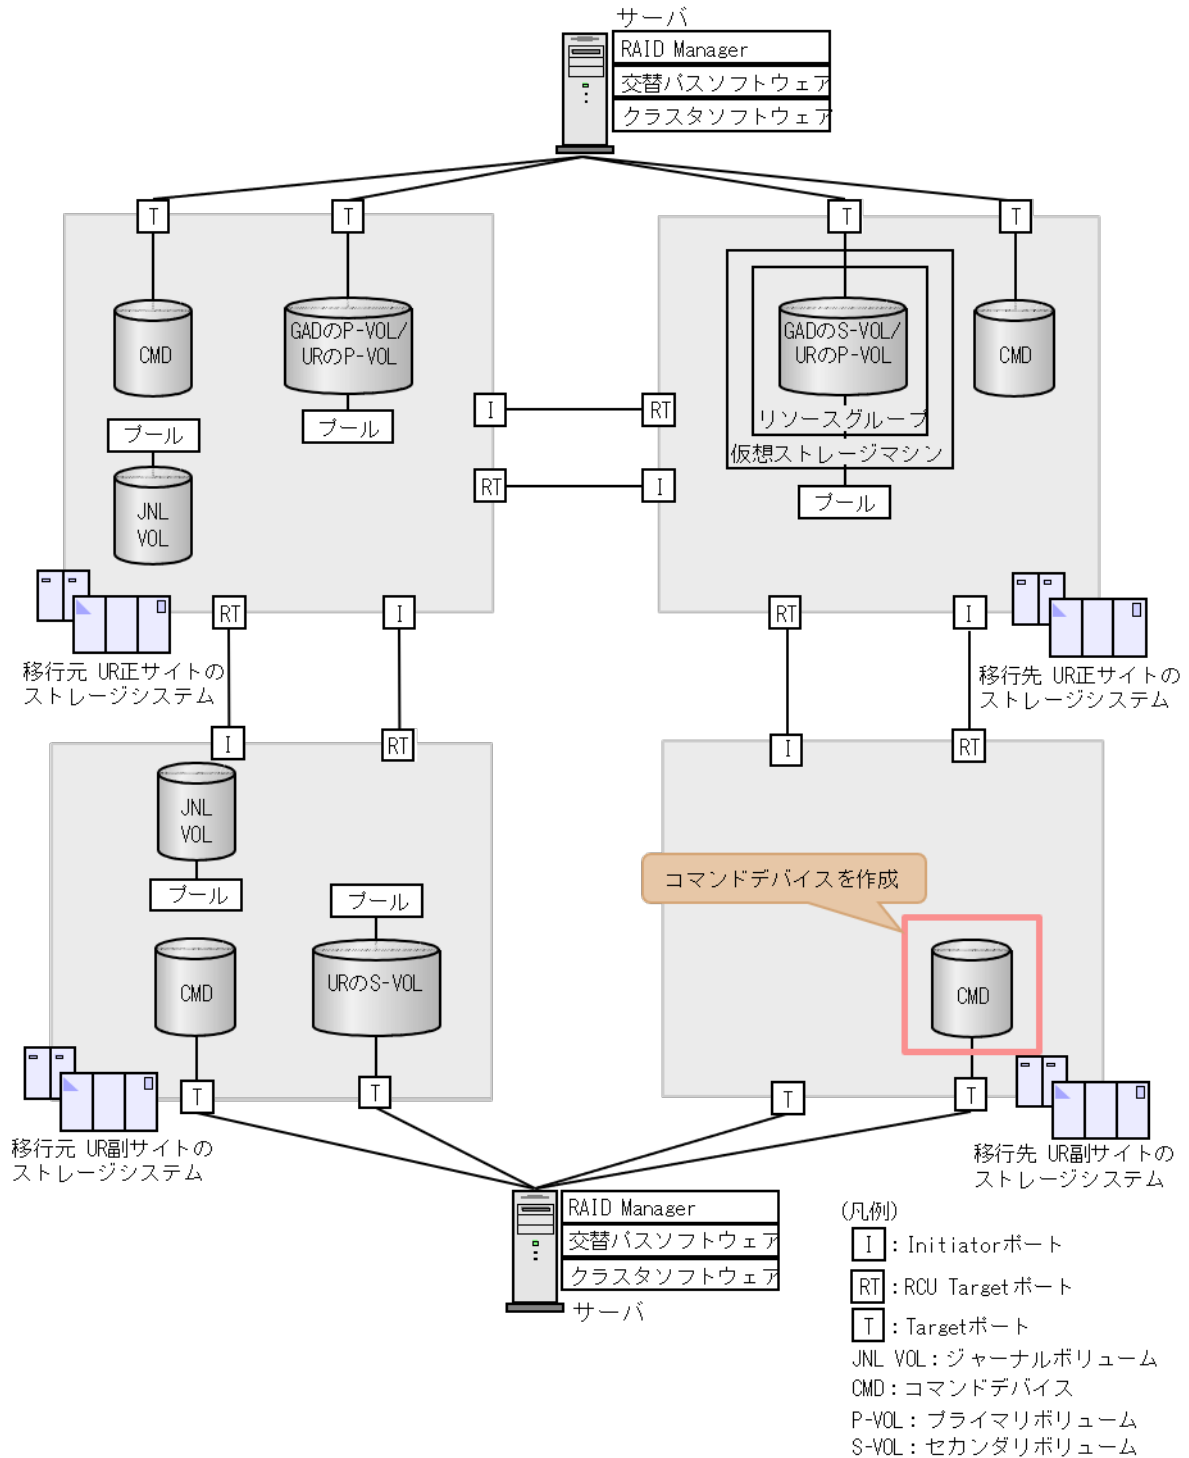 サーバ
RAID Manager
交替パスソフトウェア
クラスタソフトウェア
T
T
T
T
CMD
GADのP-VOL/
URのP-VOL
プール
プール
JNL
VOL
GADのS-VOL/
URのP-VOL
リソースグループ
仮想ストレージマシン
プール
CMD
I
RT
RT
I
RT
I
RT
I
移行元 UR正サイトの
ストレージシステム
移行先 UR正サイトの
ストレージシステム
I
RT
I
RT
JNL
VOL
プール
プール
CMD
URのS-VOL
コマンドデバイスを作成
CMD
T
T
T
T
移行元 UR副サイトの
ストレージシステム
移行先 UR副サイトの
ストレージシステム
RAID Manager
交替パスソフトウェア
クラスタソフトウェア
サーバ
(凡例)
I：Initiatorポート
RT：RCU Targetポート
T：Targetポート
JNL VOL：ジャーナルボリューム
CMD：コマンドデバイス
P-VOL：プライマリボリューム
S-VOL：セカンダリボリューム